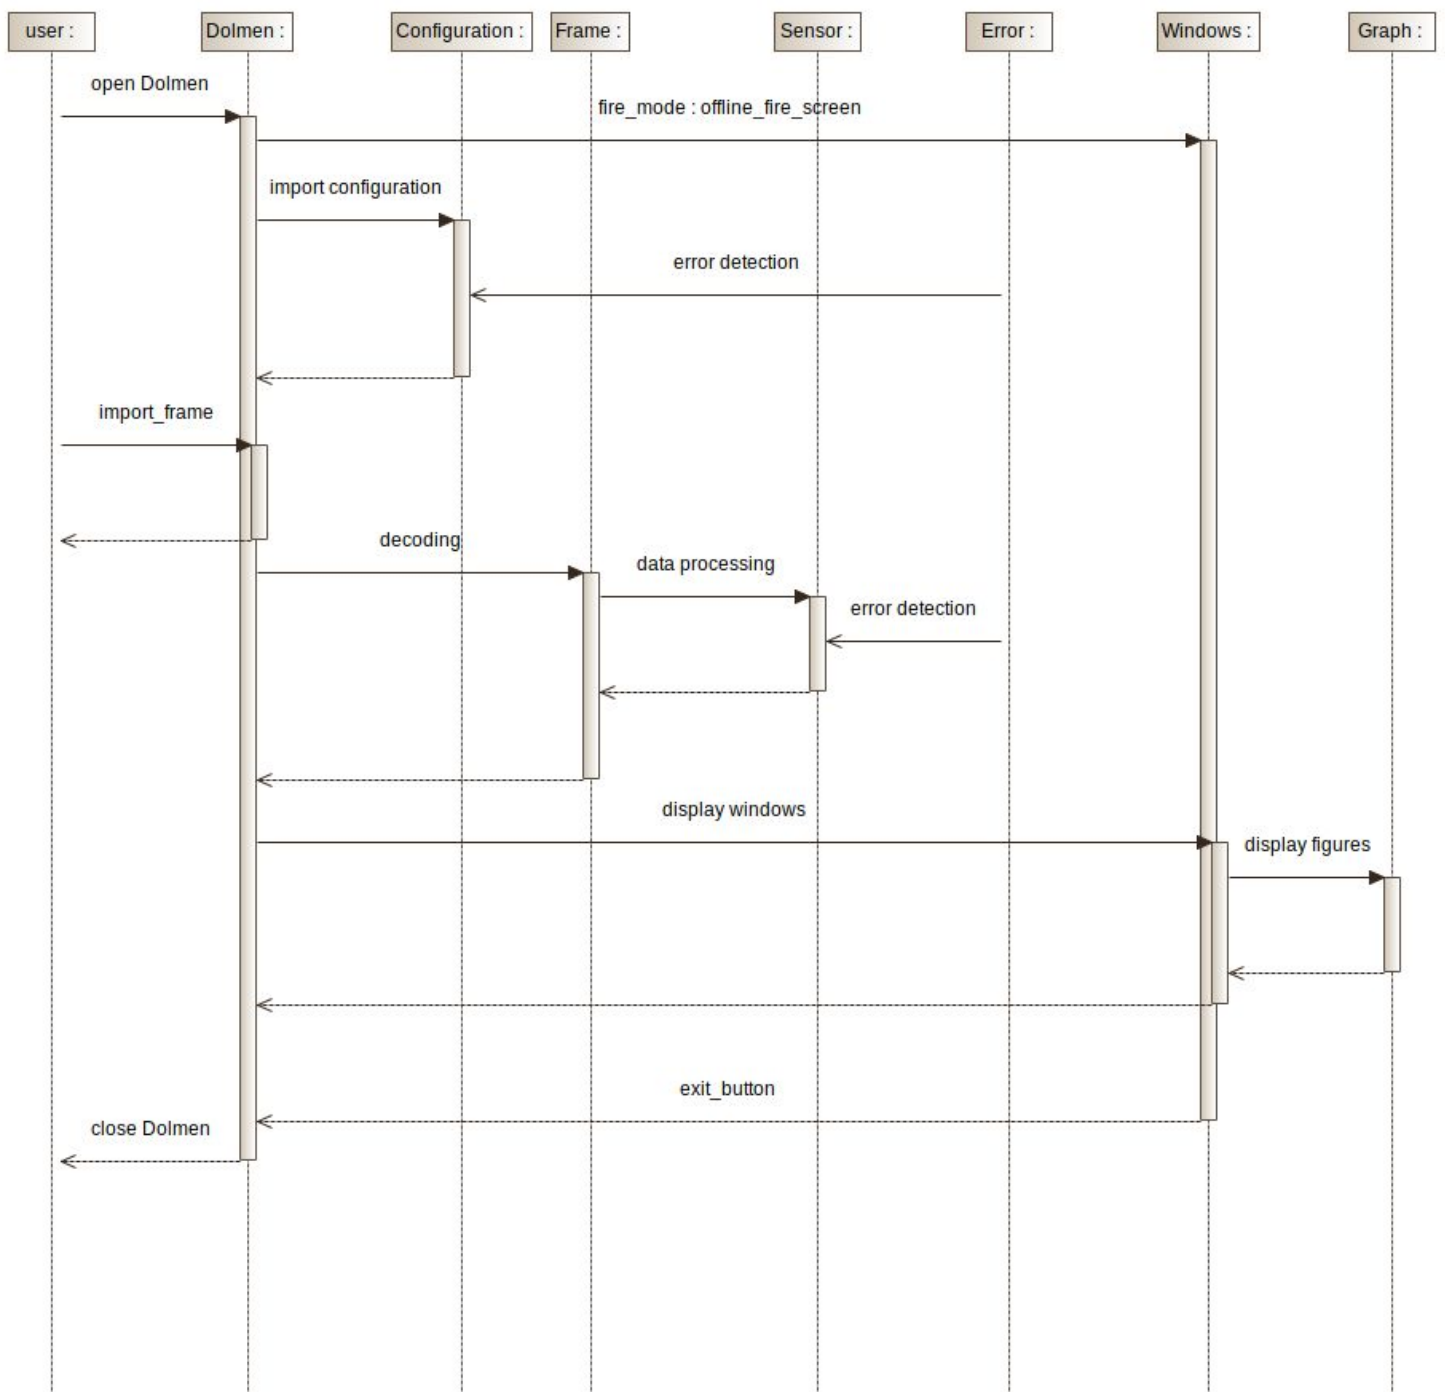 user :
Dolmen :
Configuration :
Frame :
Sensor :
Error :
Windows :
Graph :
open Dolmen
fire_mode : offline_fire_screen
import configuration
error detection
import_frame
decoding
data processing
error detection
display windows
display figures
exit_button
close Dolmen